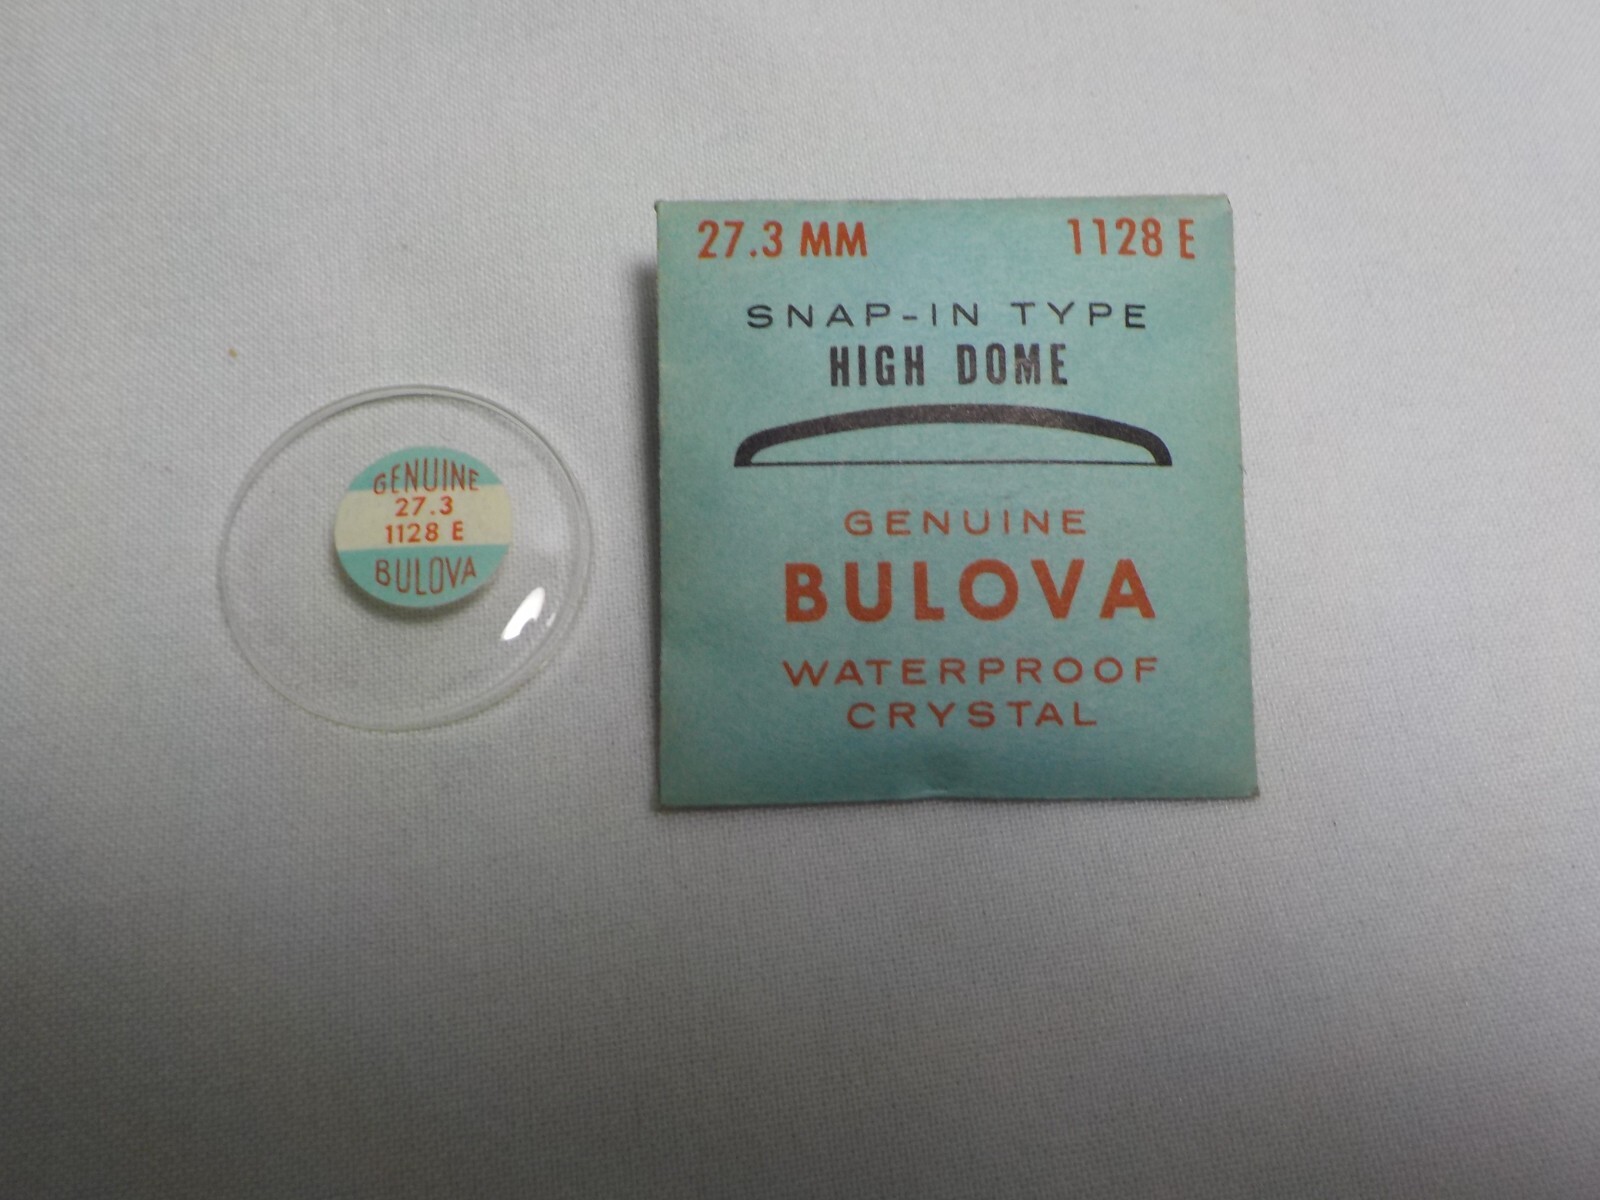 GENUINE
27.3
1128 E
BULOVA
27.3 MM 1128 E
SNAP-IN TYPE
HIGH DOME
GENUINE
BULOVA
WATERPROOF
CRYSTAL